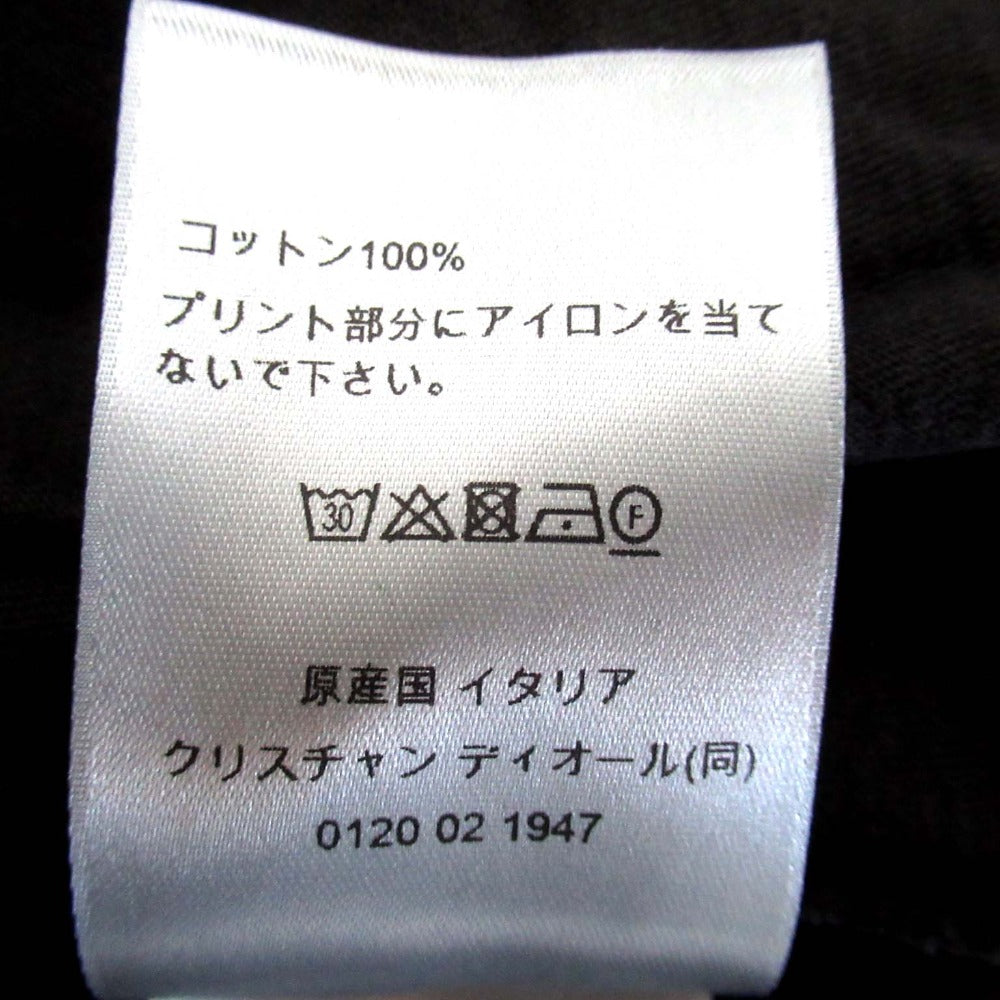 コットン100%
プリント部分にアイロンを当て
ないで下さい。
30 F
原産国 イタリア
クリスチャン ディオール(同)
0120 02 1947